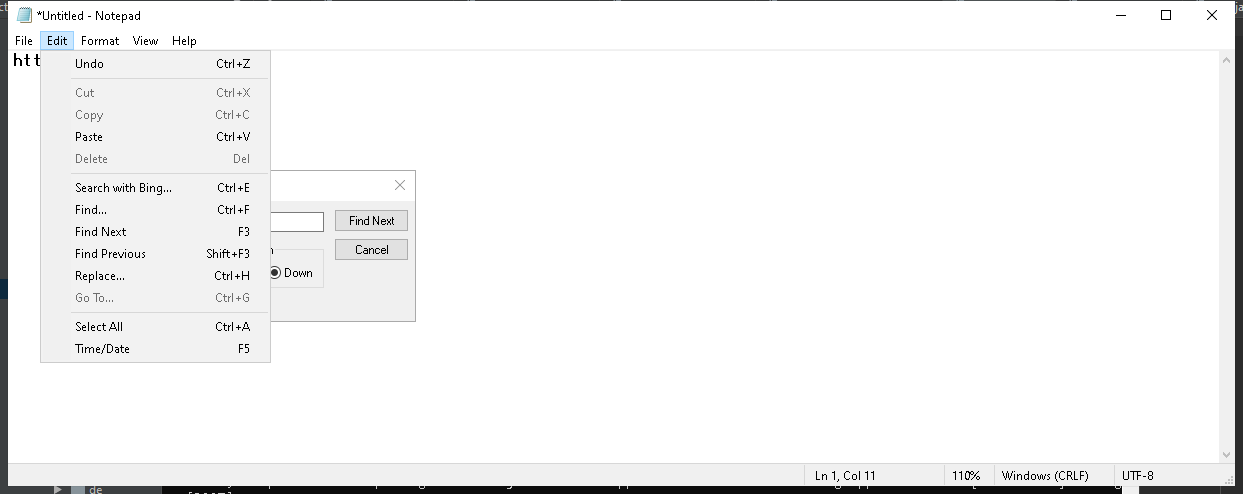 *Untitled - Notepad
File Edit Format View Help
htt
Undo Ctrl+Z
Cut Ctrl+X
Copy Ctrl+C
Paste Ctrl+V
Delete Del
Search with Bing... Ctrl+E
Find... Ctrl+F
Find Next F3
Find Previous Shift+F3
Replace... Ctrl+H
Go To... Ctrl+G
Select All Ctrl+A
Time/Date F5
Find Next
Cancel
Down
Ln 1, Col 11 110% Windows (CRLF) UTF-8
de